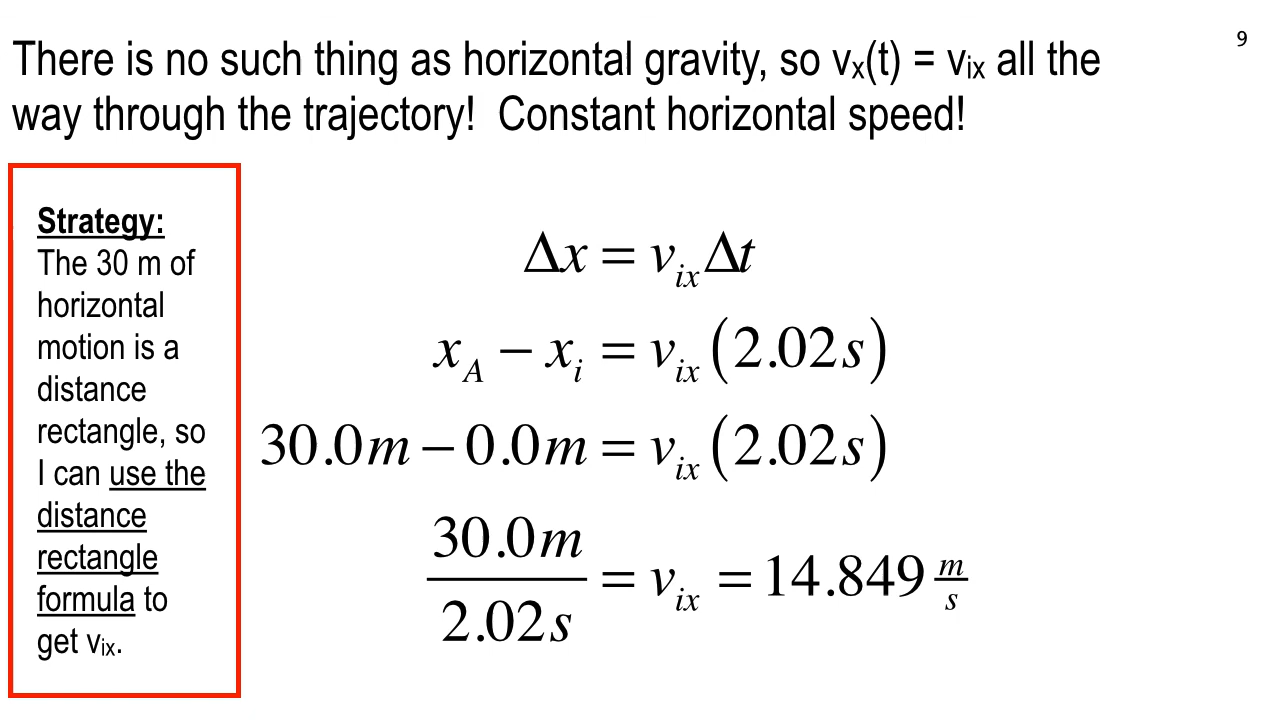 9
There is no such thing as horizontal gravity, so vₓ(t) = vᵢₓ all the
way through the trajectory!  Constant horizontal speed!
Strategy:
The 30 m of
horizontal
motion is a
distance
rectangle, so
I can use the
distance
rectangle
formula to
get vᵢₓ.
Δx = vᵢₓΔt
x_A − xᵢ = vᵢₓ(2.02s)
30.0m − 0.0m = vᵢₓ(2.02s)
30.0m/2.02s = vᵢₓ = 14.849 m/s